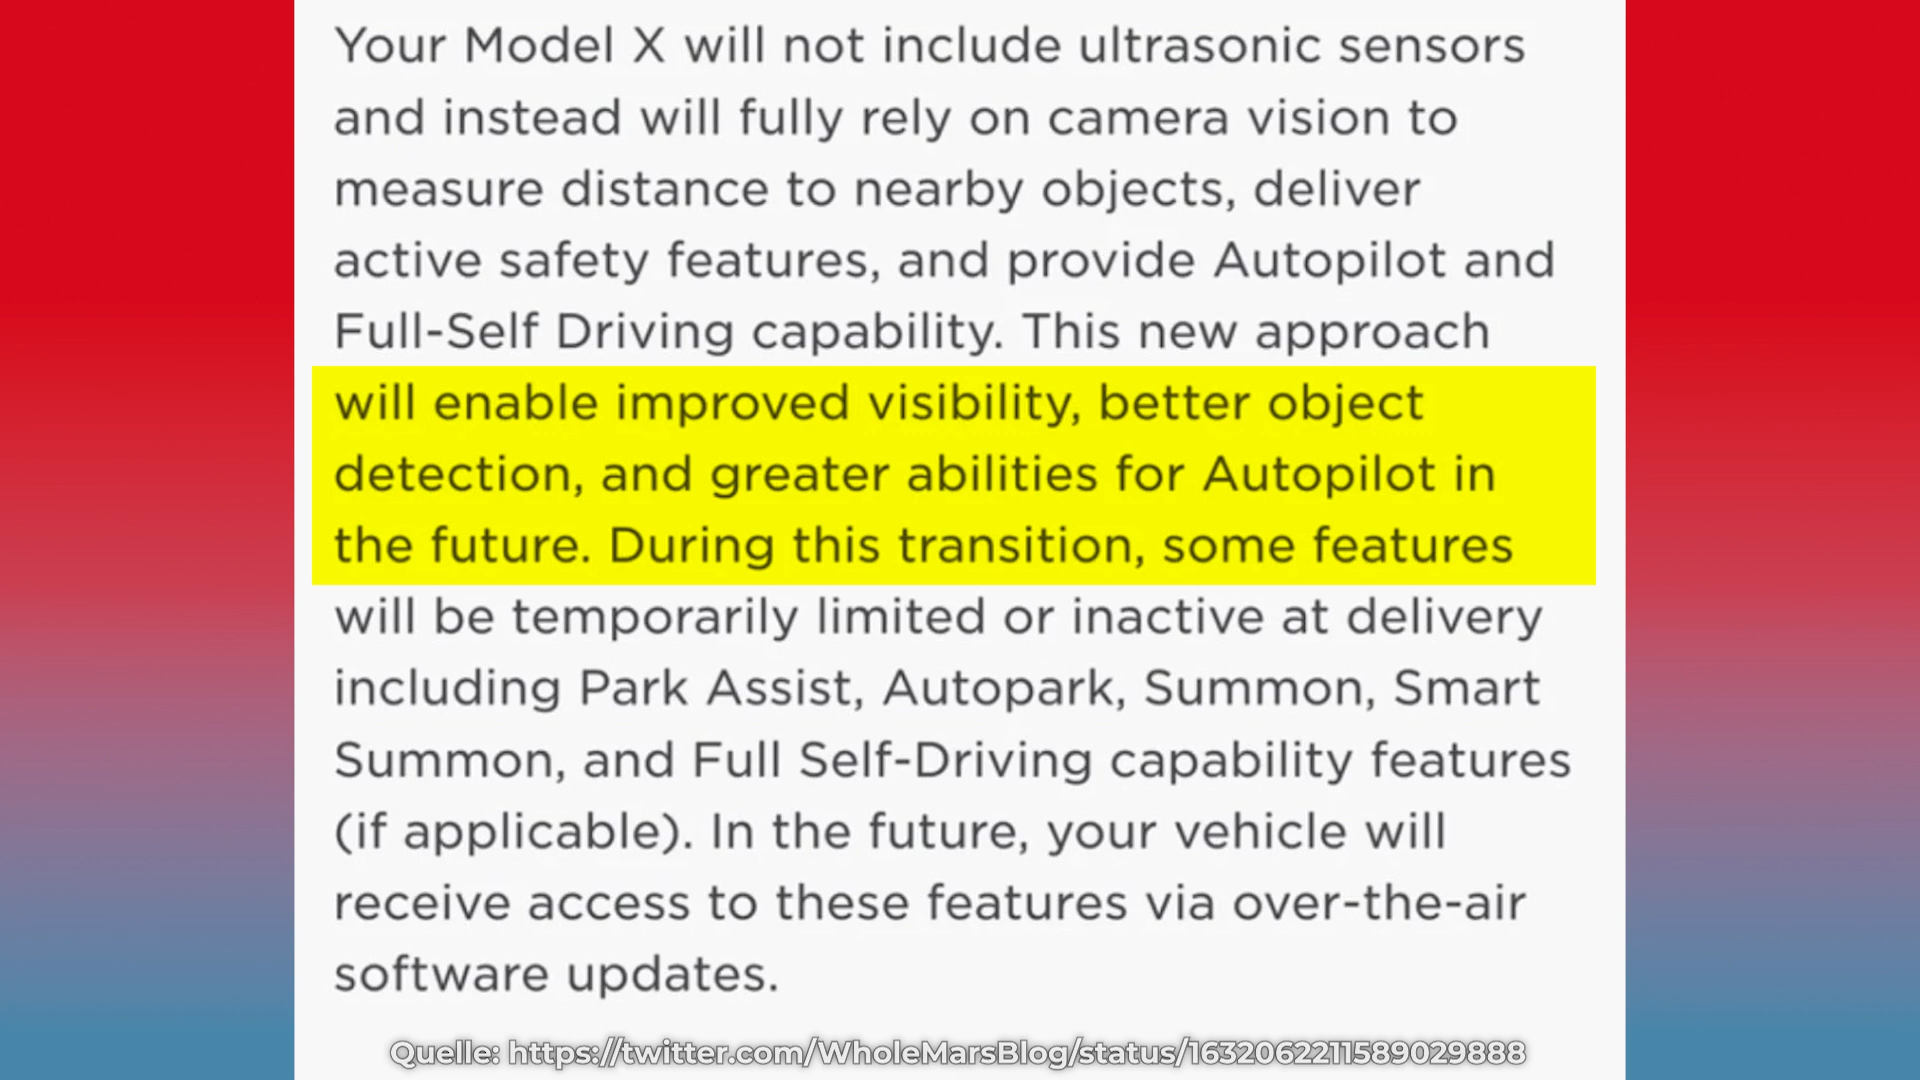 Your Model X will not include ultrasonic sensors
and instead will fully rely on camera vision to
measure distance to nearby objects, deliver
active safety features, and provide Autopilot and
Full-Self Driving capability. This new approach
will enable improved visibility, better object
detection, and greater abilities for Autopilot in
the future. During this transition, some features
will be temporarily limited or inactive at delivery
including Park Assist, Autopark, Summon, Smart
Summon, and Full Self-Driving capability features
(if applicable). In the future, your vehicle will
receive access to these features via over-the-air
software updates.
Quelle: https://twitter.com/WholeMarsBlog/status/1632062211589029888